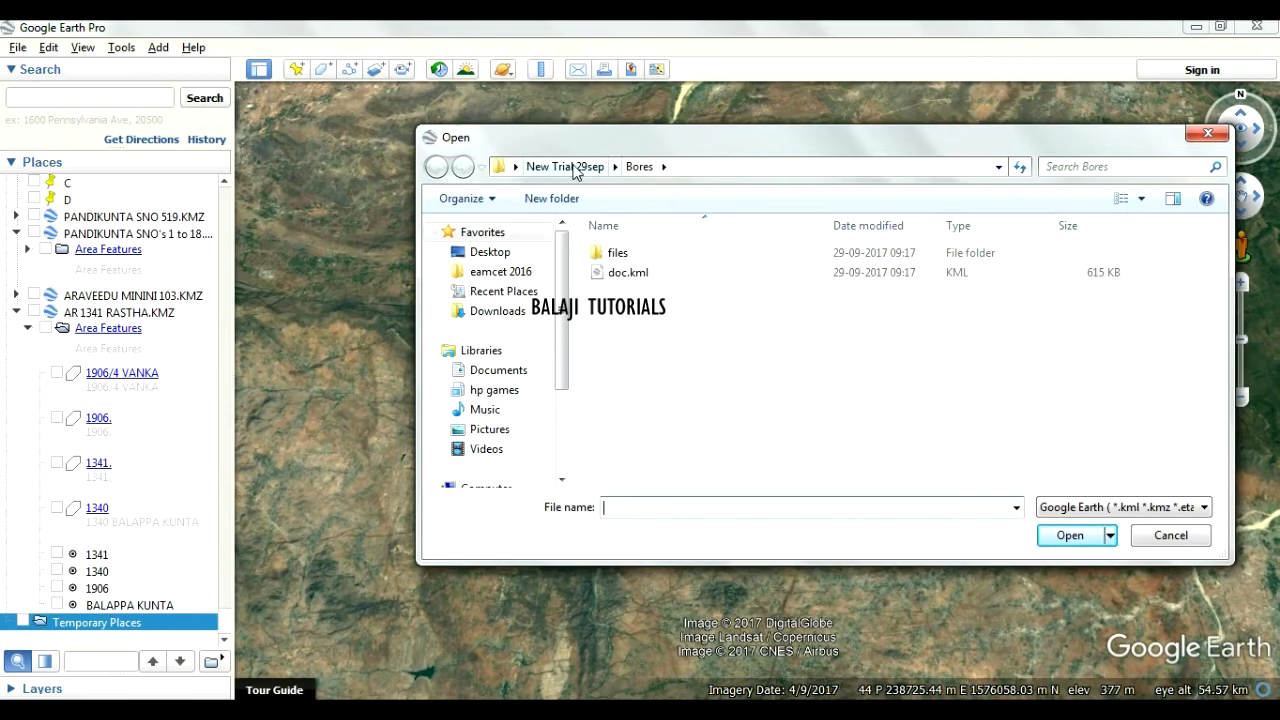 Google Earth Pro
File Edit View Tools Add Help
Search
Search
ex: 1600 Pennsylvania Ave, 20500
Get Directions History
Places
C
D
PANDIKUNTA SNO 519.KMZ
PANDIKUNTA SNO's 1 to 18....
Area Features
Area Features
ARAVEEDU MININI 103.KMZ
AR 1341 RASTHA.KMZ
Area Features
Area Features
1906/4 VANKA
1906/4 VANKA
1906.
1906.
1341.
1341.
1340
1340 BALAPPA KUNTA
1341
1340
1906
BALAPPA KUNTA
Temporary Places
Layers
Sign in
N
Open
New Trial 29sep Bores
Search Bores
Organize New folder
Favorites
Desktop
eamcet 2016
Recent Places
Downloads
Libraries
Documents
hp games
Music
Pictures
Videos
Computer
Name Date modified Type Size
files 29-09-2017 09:17 File folder
doc.kml 29-09-2017 09:17 KML 615 KB
BALAJI TUTORIALS
File name:
Google Earth ( *.kml *.kmz *.eta
Open Cancel
Image © 2017 DigitalGlobe
Image Landsat / Copernicus
Image © 2017 CNES / Airbus
Google Earth
Tour Guide
Imagery Date: 4/9/2017 44 P 238725.44 m E 1576058.03 m N elev 377 m eye alt 54.57 km